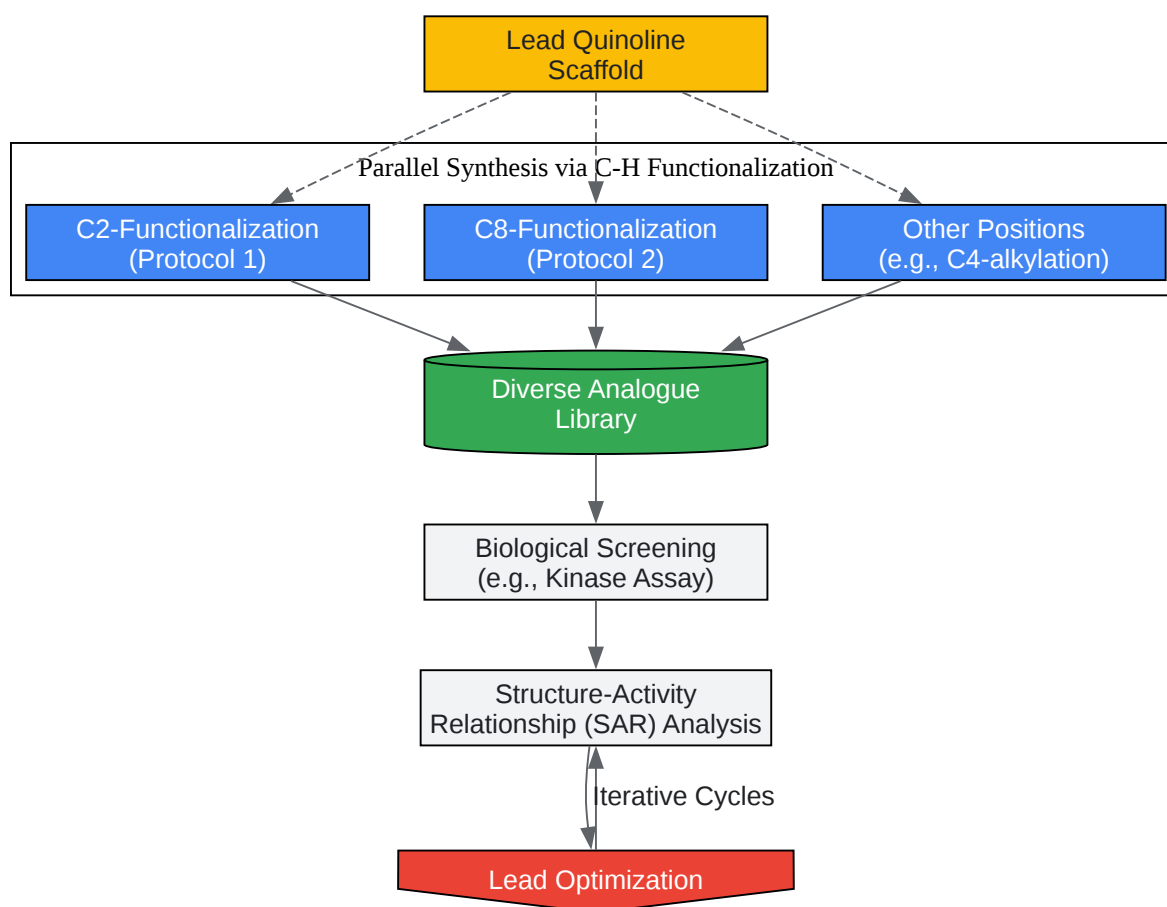 Lead Quinoline
Scaffold
Parallel Synthesis via C-H Functionalization
C2-Functionalization
(Protocol 1)
C8-Functionalization
(Protocol 2)
Other Positions
(e.g., C4-alkylation)
Diverse Analogue
Library
Biological Screening
(e.g., Kinase Assay)
Structure-Activity
Relationship (SAR) Analysis
Iterative Cycles
Lead Optimization